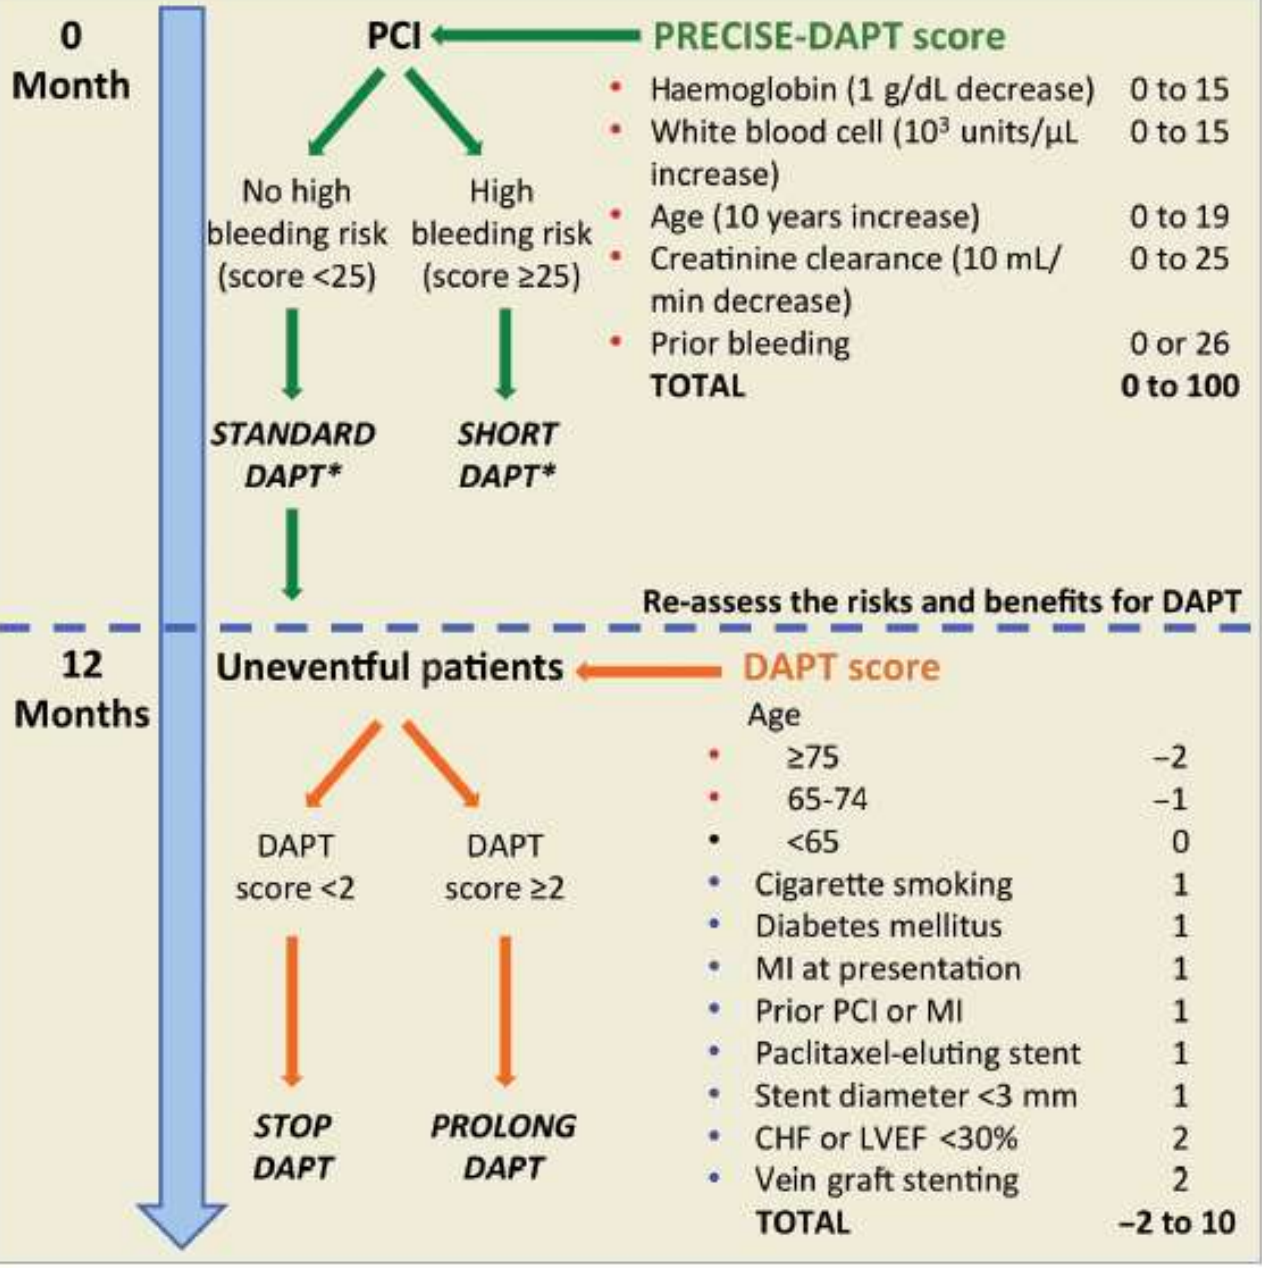 0
Month
PCI
PRECISE-DAPT score
• Haemoglobin (1 g/dL decrease) 0 to 15
• White blood cell (10³ units/μL 0 to 15
increase)
• Age (10 years increase) 0 to 19
• Creatinine clearance (10 mL/ 0 to 25
min decrease)
• Prior bleeding 0 or 26
TOTAL 0 to 100
No high
bleeding risk
(score <25)
High
bleeding risk
(score ≥25)
STANDARD
DAPT*
SHORT
DAPT*
Re-assess the risks and benefits for DAPT
12
Months
Uneventful patients
DAPT score
Age
• ≥75 −2
• 65-74 −1
• <65 0
• Cigarette smoking 1
• Diabetes mellitus 1
• MI at presentation 1
• Prior PCI or MI 1
• Paclitaxel-eluting stent 1
• Stent diameter <3 mm 1
• CHF or LVEF <30% 2
• Vein graft stenting 2
TOTAL −2 to 10
DAPT
score <2
DAPT
score ≥2
STOP
DAPT
PROLONG
DAPT